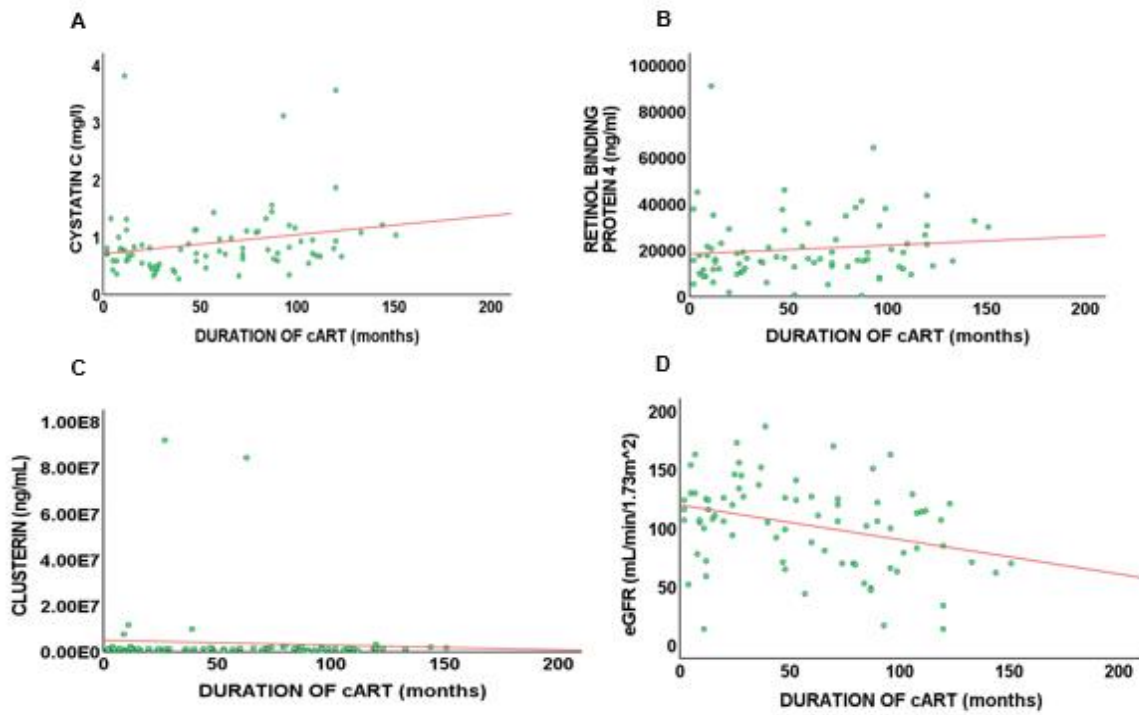 A
CYSTATIN C (mg/l)
4
3
2
1
0
0 50 100 150 200
DURATION OF cART (months)
B
RETINOL BINDING
PROTEIN 4 (ng/ml)
100000
80000
60000
40000
20000
0
0 50 100 150 200
DURATION OF cART (months)
C
CLUSTERIN (ng/mL)
1.00E8
8.00E7
6.00E7
4.00E7
2.00E7
0.00E0
0 50 100 150 200
DURATION OF cART (months)
D
eGFR (mL/min/1.73m^2)
200
150
100
50
0
0 50 100 150 200
DURATION OF cART (months)